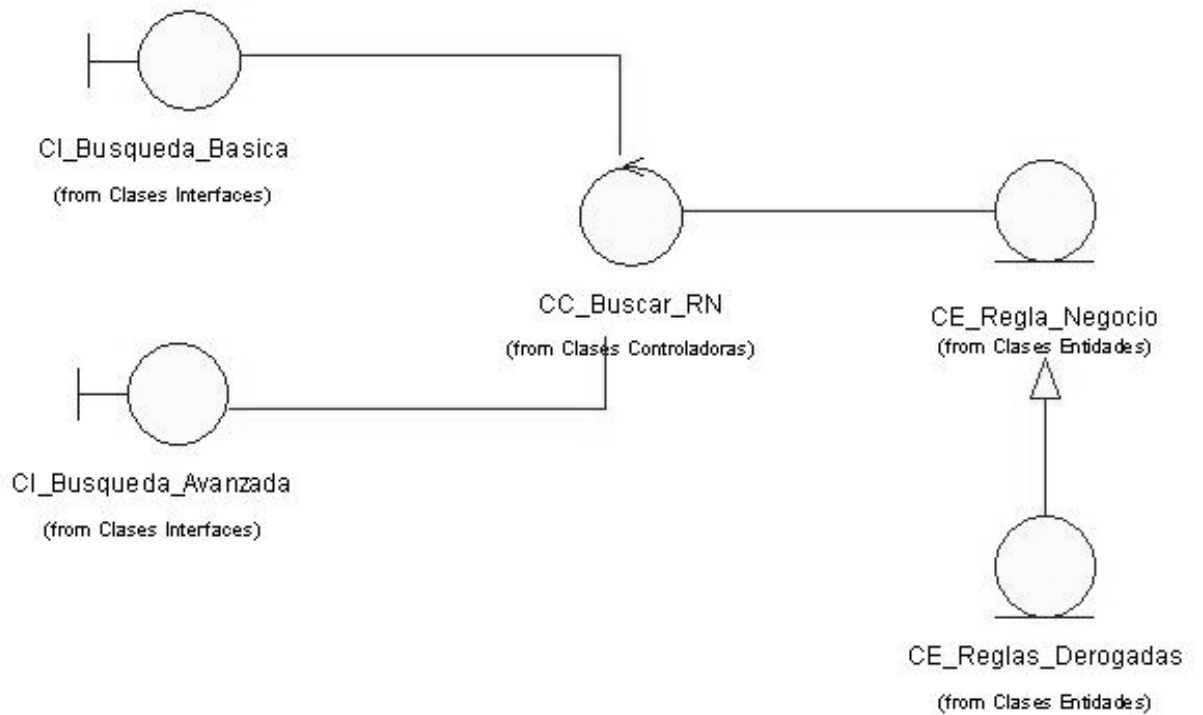 CI_Busqueda_Basica
(from Clases Interfaces)
CC_Buscar_RN
(from Clases Controladoras)
CE_Regla_Negocio
(from Clases Entidades)
CI_Busqueda_Avanzada
(from Clases Interfaces)
CE_Reglas_Derogadas
(from Clases Entidades)